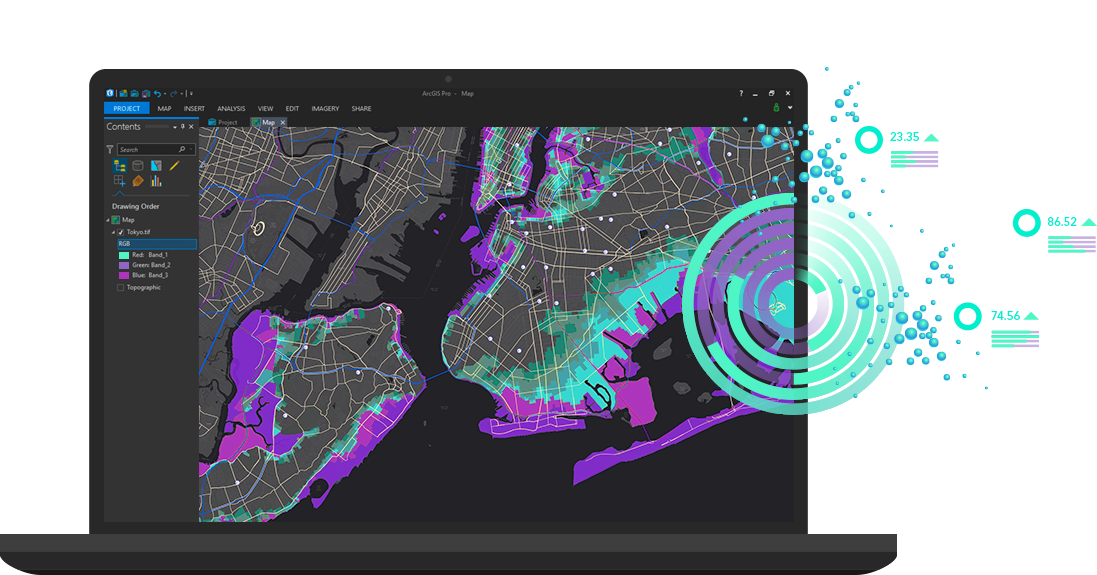 ArcGIS Pro - Map
?
PROJECT MAP INSERT ANALYSIS VIEW EDIT IMAGERY SHARE
Contents
Project
Map
Search
Drawing Order
Map
Tokyo.tif
RGB
Red: Band_1
Green: Band_2
Blue: Band_3
Topographic
23.35
86.52
74.56